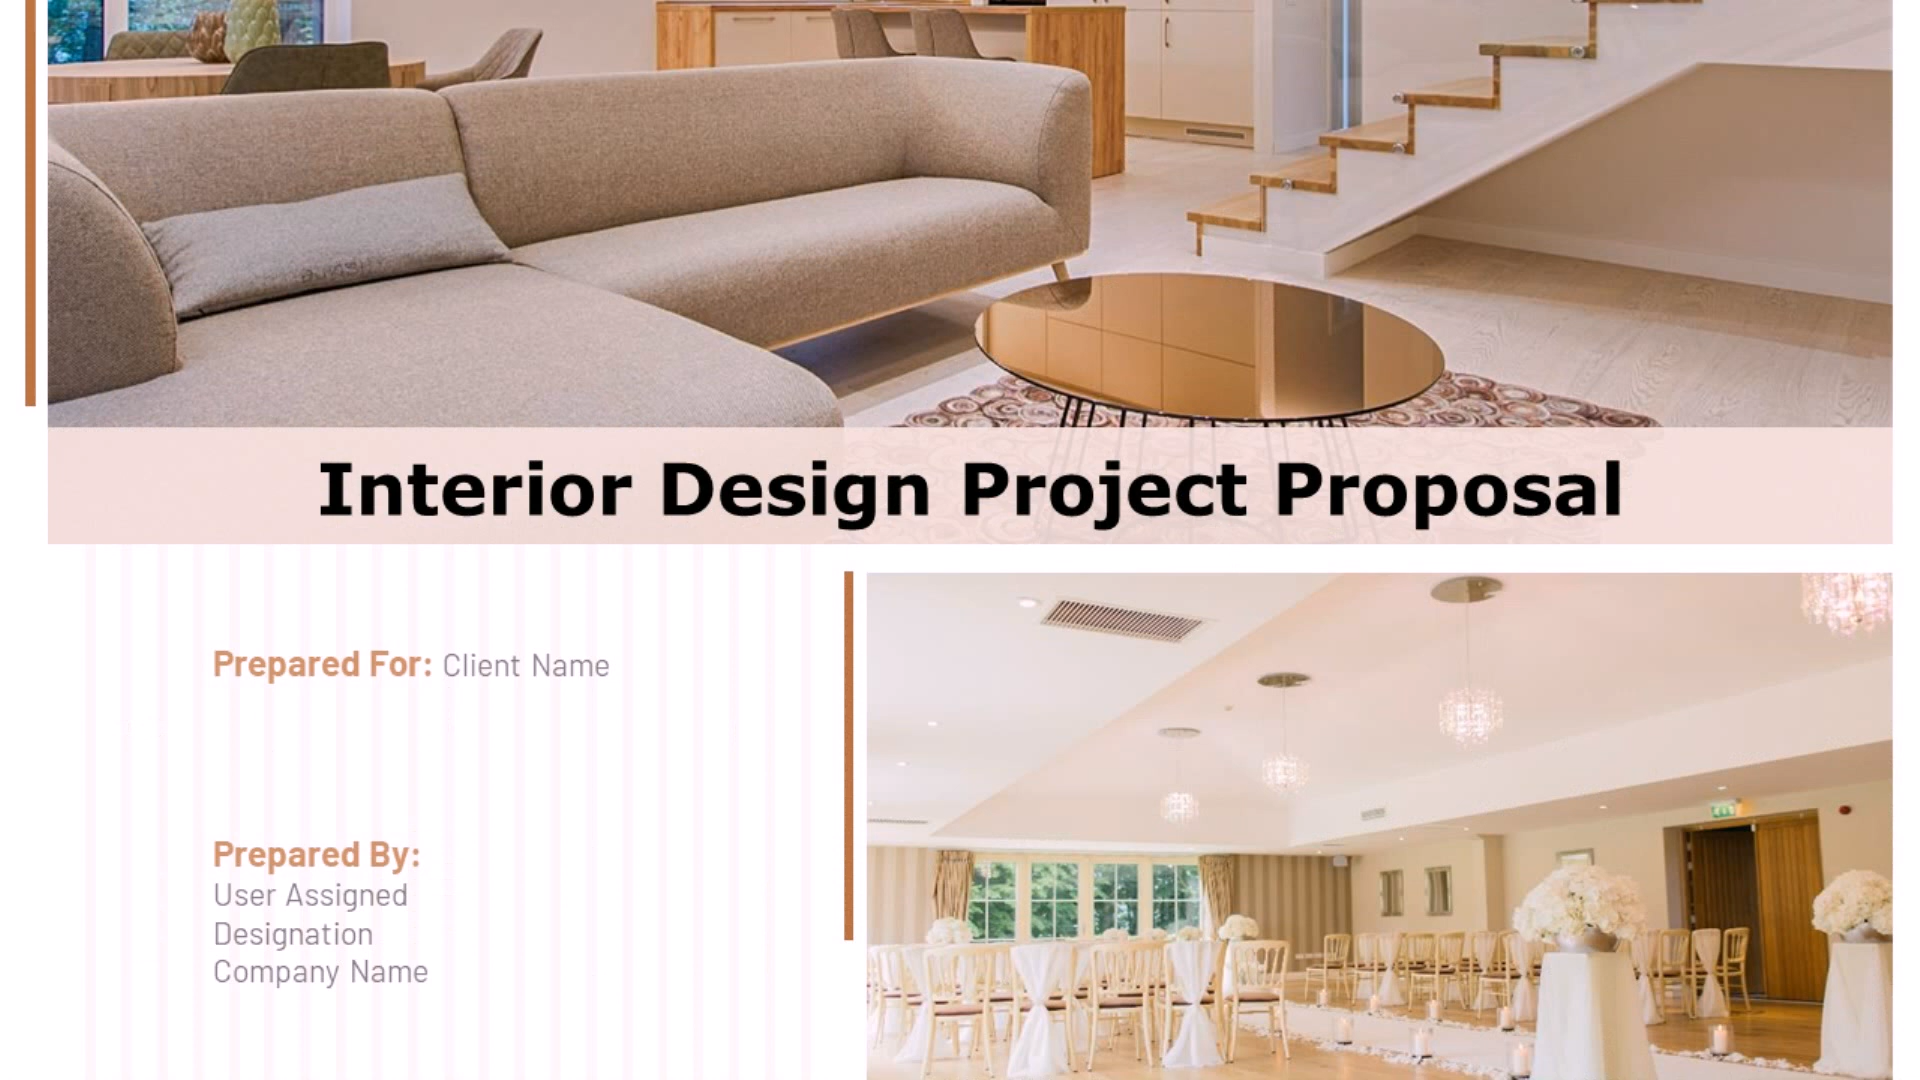 Interior Design Project Proposal
Prepared For: Client Name
Prepared By:
User Assigned
Designation
Company Name